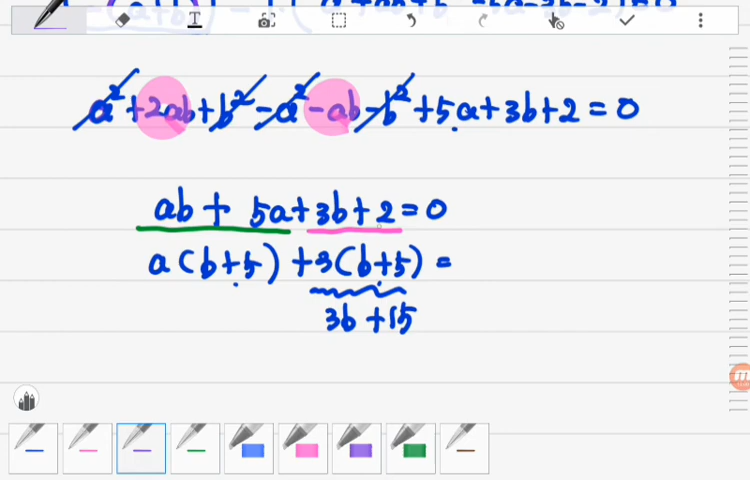 a² + 2ab + b² - a² - ab - b² + 5a + 3b + 2 = 0
ab + 5a + 3b + 2 = 0
a(b+5) + 3(b+5) =
3b + 15